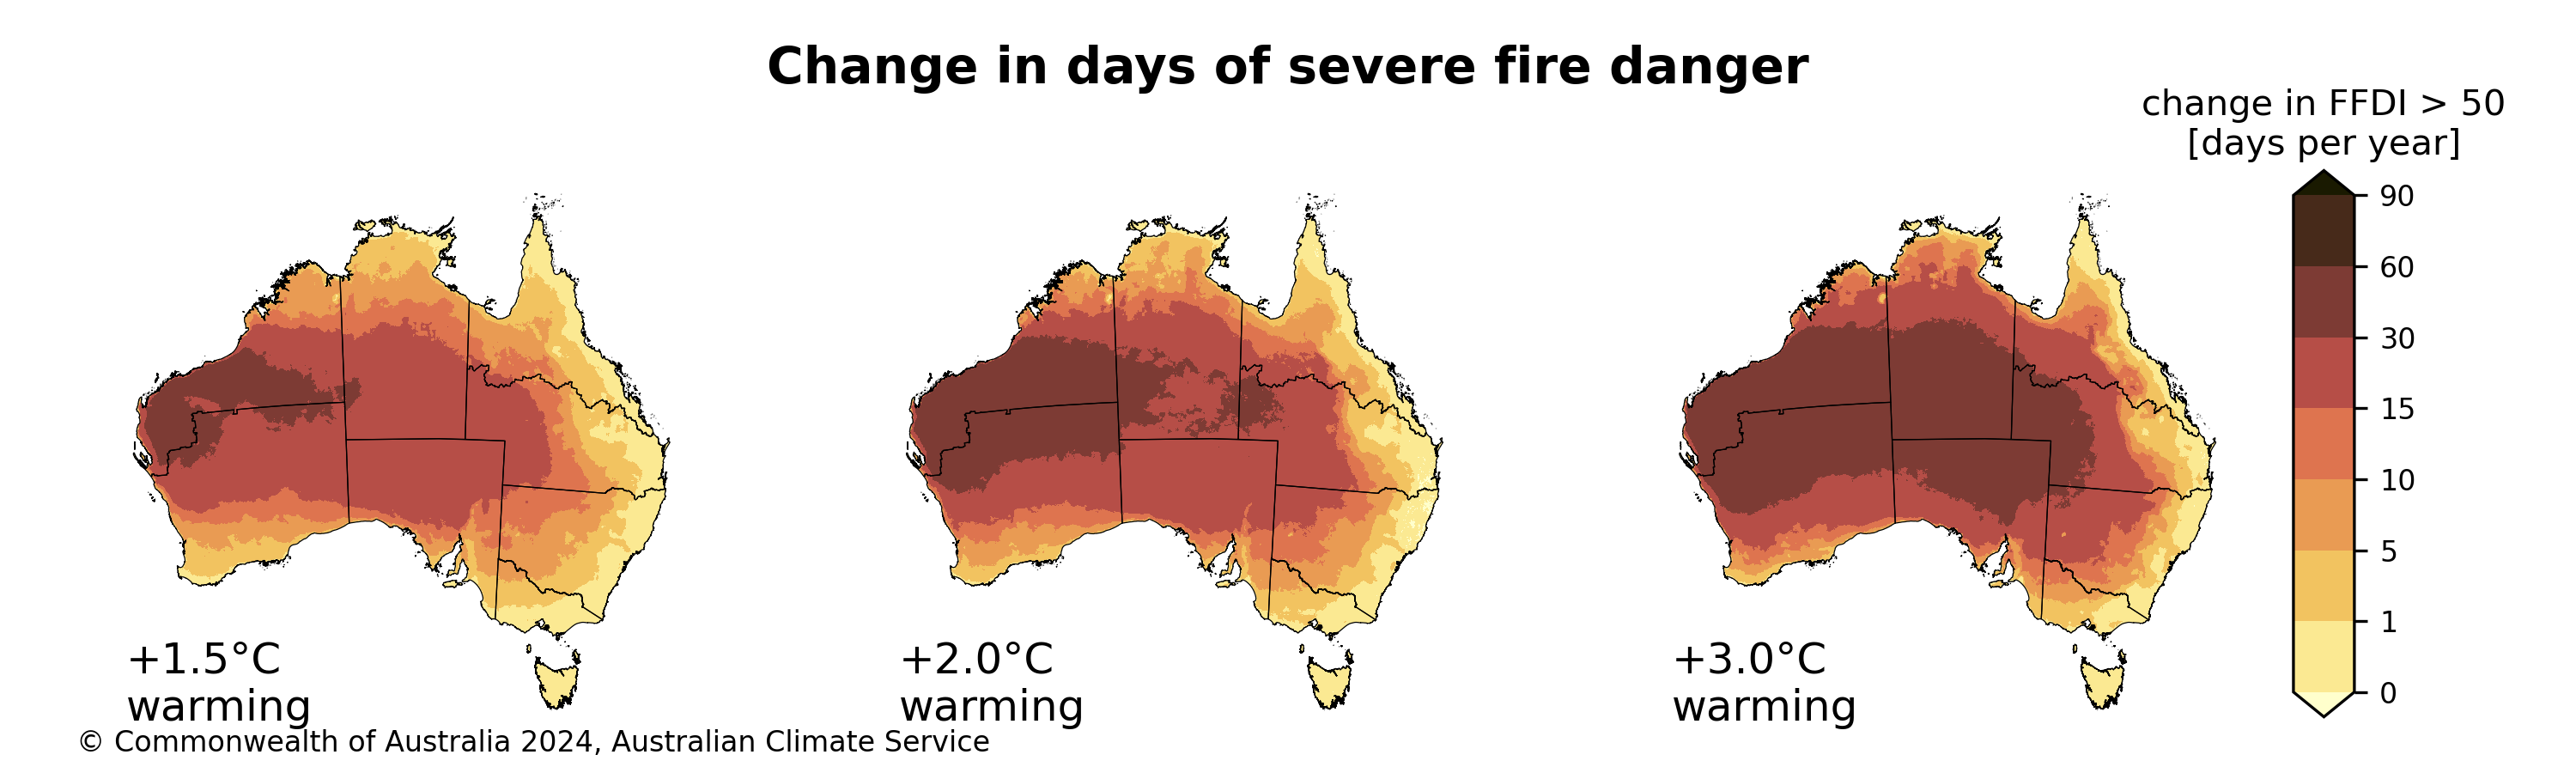 Change in days of severe fire danger
change in FFDI > 50
[days per year]
90
60
30
15
10
5
1
0
+1.5°C
warming
+2.0°C
warming
+3.0°C
warming
© Commonwealth of Australia 2024, Australian Climate Service